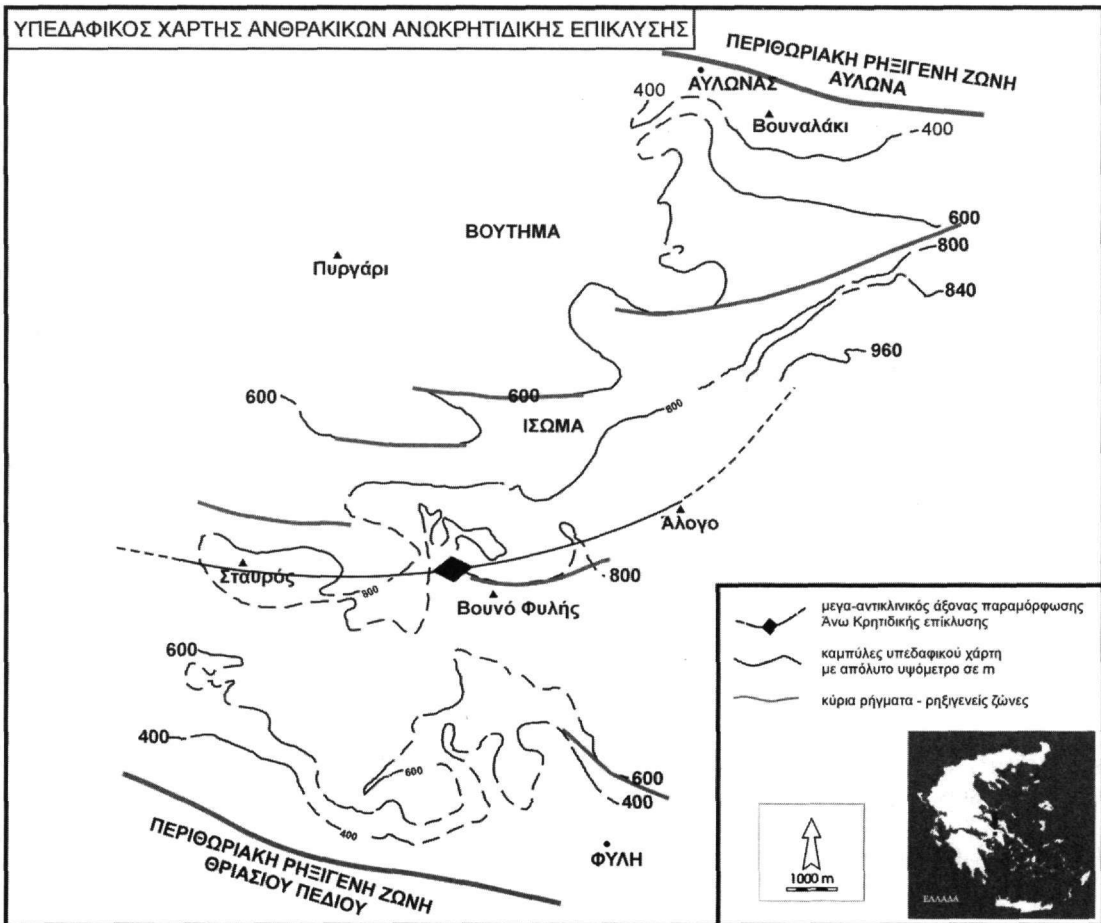 ΥΠΕΔΑΦΙΚΟΣ ΧΑΡΤΗΣ ΑΝΘΡΑΚΙΚΩΝ ΑΝΩΚΡΗΤΙΔΙΚΗΣ ΕΠΙΚΛΥΣΗΣ
ΠΕΡΙΘΩΡΙΑΚΗ ΡΗΞΙΓΕΝΗ ΖΩΝΗ
ΑΥΛΩΝΑ
ΑΥΛΩΝΑΣ
400
Βουναλάκι
400
600
ΒΟΥΤΗΜΑ
800
Πυργάρι
840
960
600
600
800
ΙΣΩΜΑ
Άλογο
Σταυρός
800
800
Βουνό Φυλής
600
400
600
600
400
400
ΦΥΛΗ
ΠΕΡΙΘΩΡΙΑΚΗ ΡΗΞΙΓΕΝΗ ΖΩΝΗ
ΘΡΙΑΣΙΟΥ ΠΕΔΙΟΥ
μεγα-αντικλινικός άξονας παραμόρφωσης
Άνω Κρητιδικής επίκλυσης
καμπύλες υπεδαφικού χάρτη
με απόλυτο υψόμετρο σε m
κύρια ρήγματα - ρηξιγενείς ζώνες
1000 m
ΕΛΛΑΔΑ